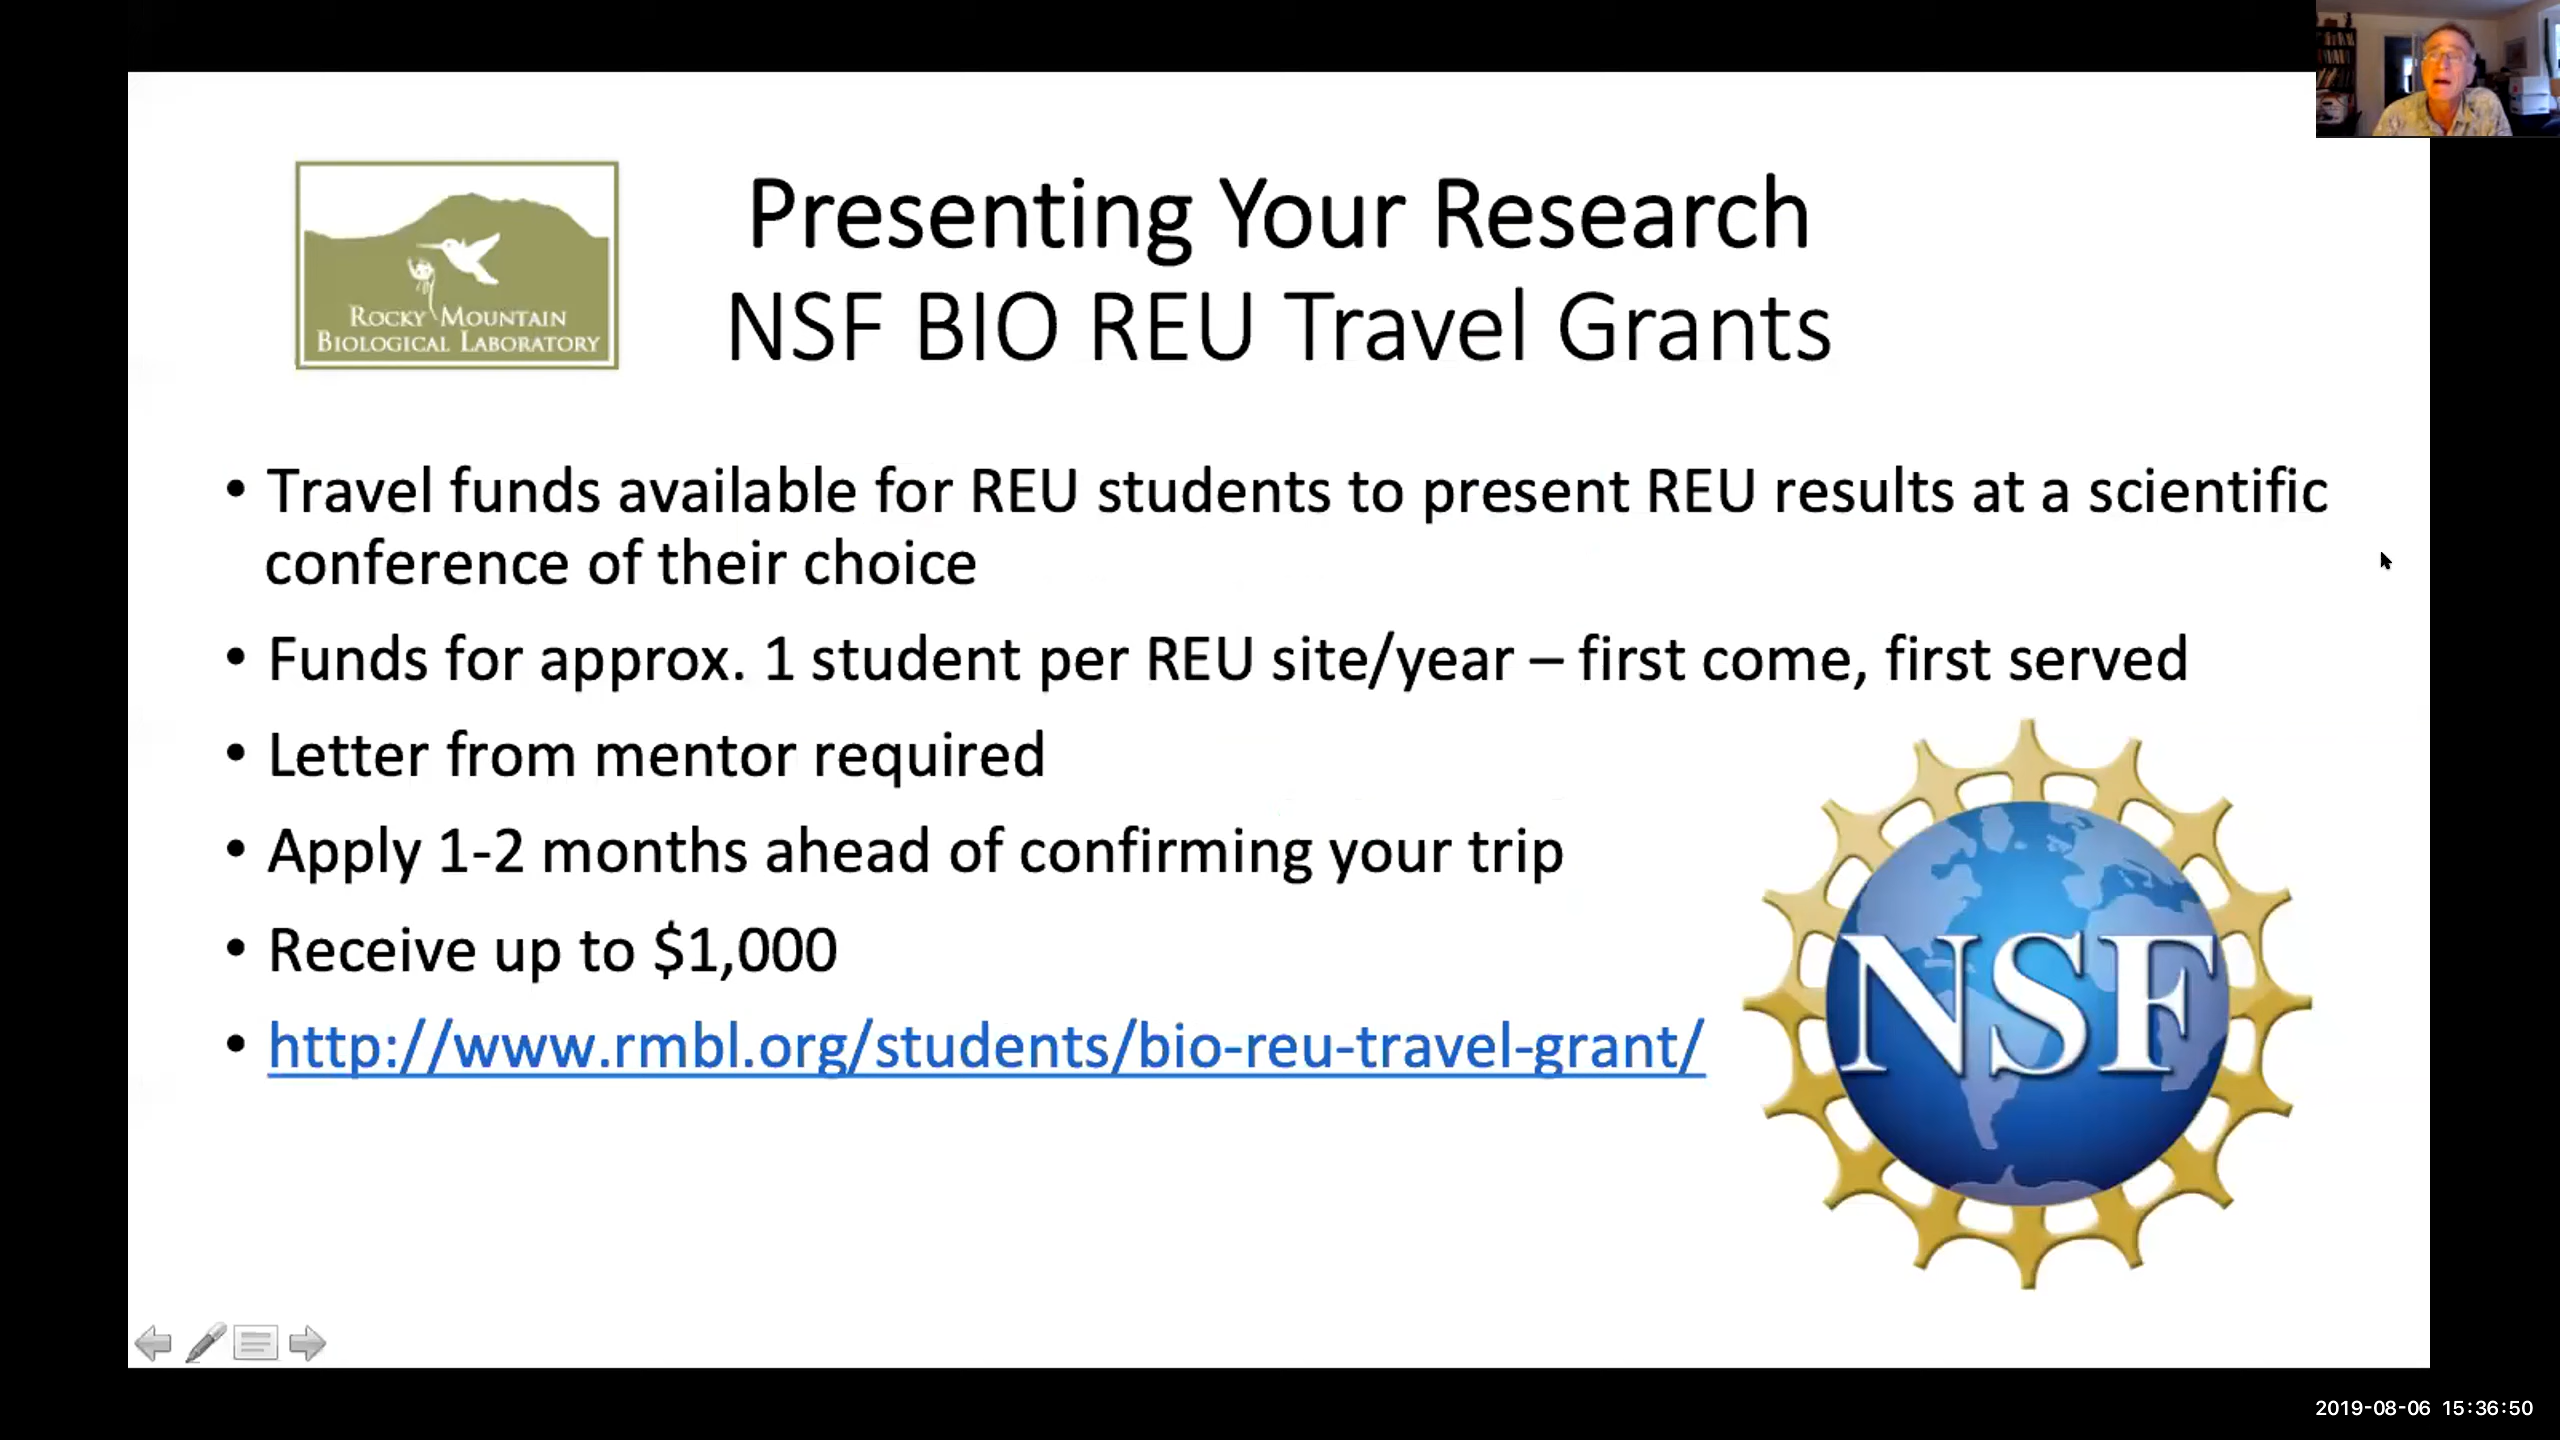 Presenting Your Research
NSF BIO REU Travel Grants
ROCKY MOUNTAIN
BIOLOGICAL LABORATORY
• Travel funds available for REU students to present REU results at a scientific
conference of their choice
• Funds for approx. 1 student per REU site/year – first come, first served
• Letter from mentor required
• Apply 1-2 months ahead of confirming your trip
• Receive up to $1,000
• http://www.rmbl.org/students/bio-reu-travel-grant/
NSF
2019-08-06 15:36:50